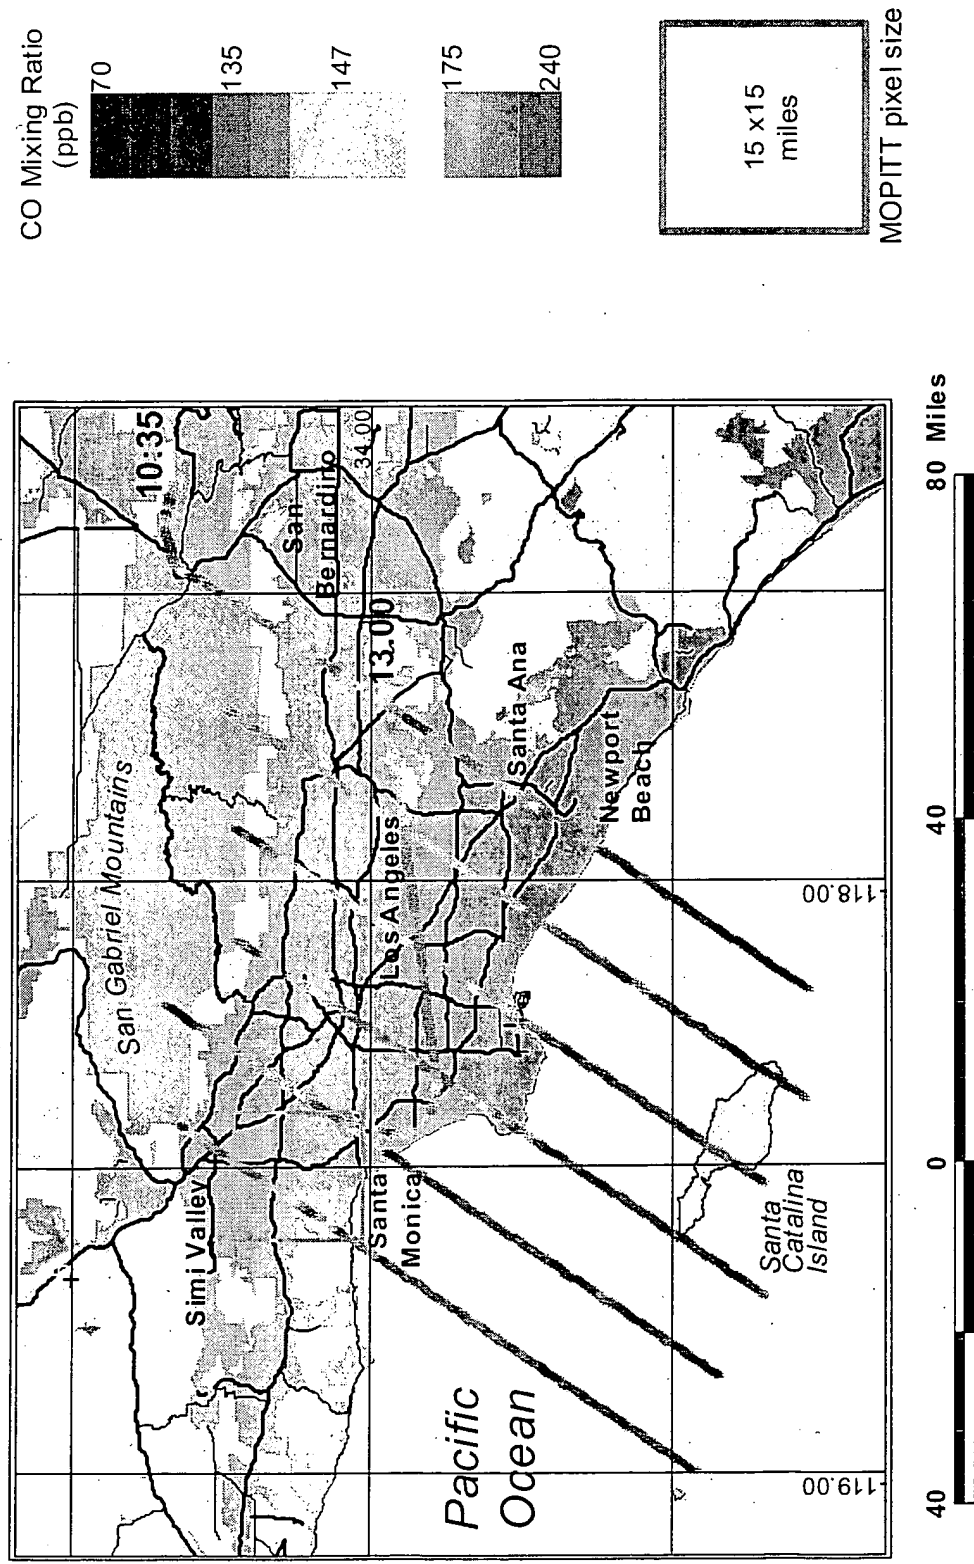 CO Mixing Ratio
(ppb)
70
135
147
175
240
15 x 15
miles
MOPITT pixel size
10:35
San Gabriel Mountains
Simi Valley
San
Bernardino
34.00
13.00
Los Angeles
Santa
Monica
Santa Ana
Newport
Beach
Pacific
Ocean
Santa
Catalina
Island
-119.00
-118.00
40
0
40
80 Miles